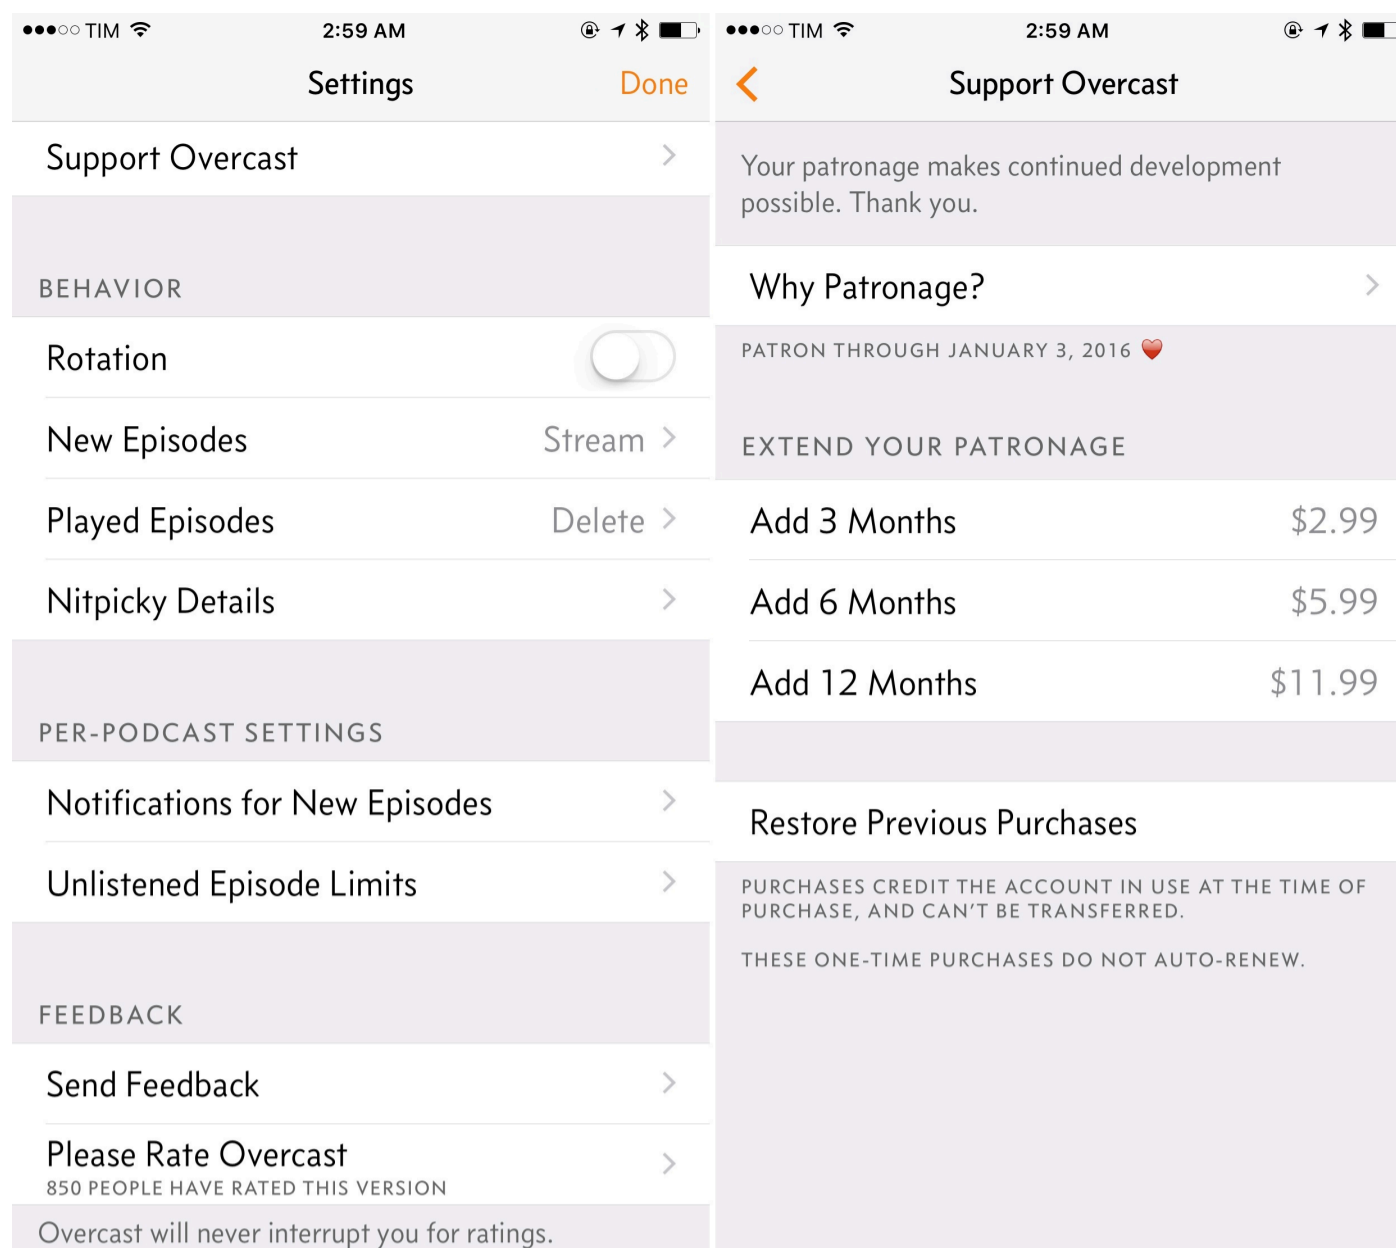 TIM
2:59 AM
Settings
Done
Support Overcast
BEHAVIOR
Rotation
New Episodes
Stream
Played Episodes
Delete
Nitpicky Details
PER-PODCAST SETTINGS
Notifications for New Episodes
Unlistened Episode Limits
FEEDBACK
Send Feedback
Please Rate Overcast
850 PEOPLE HAVE RATED THIS VERSION
Overcast will never interrupt you for ratings.
TIM
2:59 AM
Support Overcast
Your patronage makes continued development
possible. Thank you.
Why Patronage?
PATRON THROUGH JANUARY 3, 2016 ❤️
EXTEND YOUR PATRONAGE
Add 3 Months
$2.99
Add 6 Months
$5.99
Add 12 Months
$11.99
Restore Previous Purchases
PURCHASES CREDIT THE ACCOUNT IN USE AT THE TIME OF
PURCHASE, AND CAN'T BE TRANSFERRED.
THESE ONE-TIME PURCHASES DO NOT AUTO-RENEW.